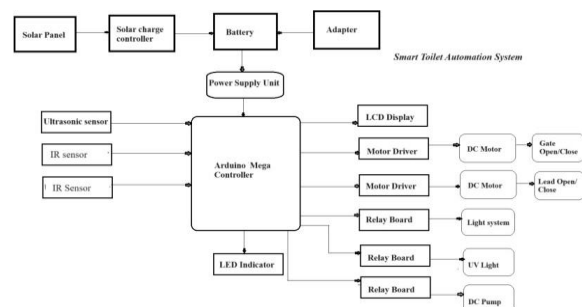 Solar Panel
Solar charge
controller
Battery
Adapter
Smart Toilet Automation System
Power Supply Unit
Ultrasonic sensor
IR sensor
IR Sensor
Arduino Mega
Controller
LED Indicator
LCD Display
Motor Driver
DC Motor
Gate
Open/Close
Motor Driver
DC Motor
Lead Open/
Close
Relay Board
Light system
Relay Board
UV Light
Relay Board
DC Pump